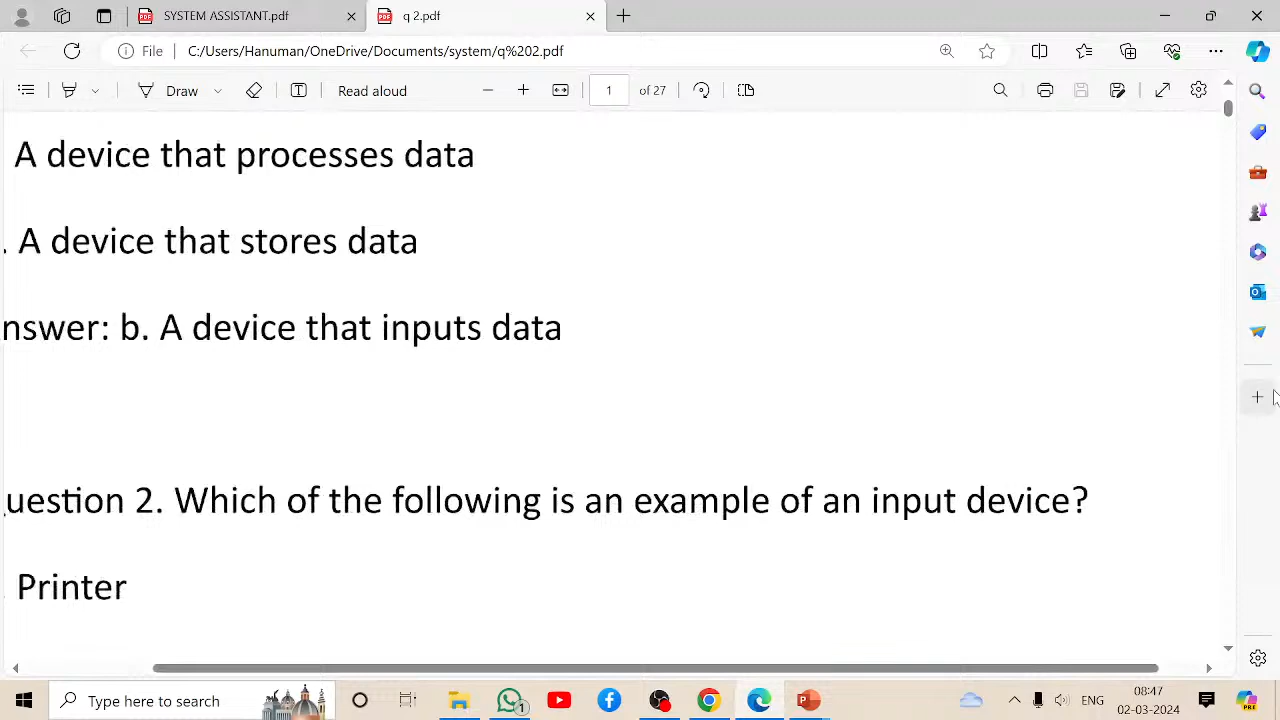 SYSTEM ASSISTANT.pdf
q 2.pdf
File
C:/Users/Hanuman/OneDrive/Documents/system/q%202.pdf
Draw
Read aloud
1
of 27
A device that processes data
. A device that stores data
nswer: b. A device that inputs data
uestion 2. Which of the following is an example of an input device?
Printer
Type here to search
1
ENG
08:47
02-03-2024